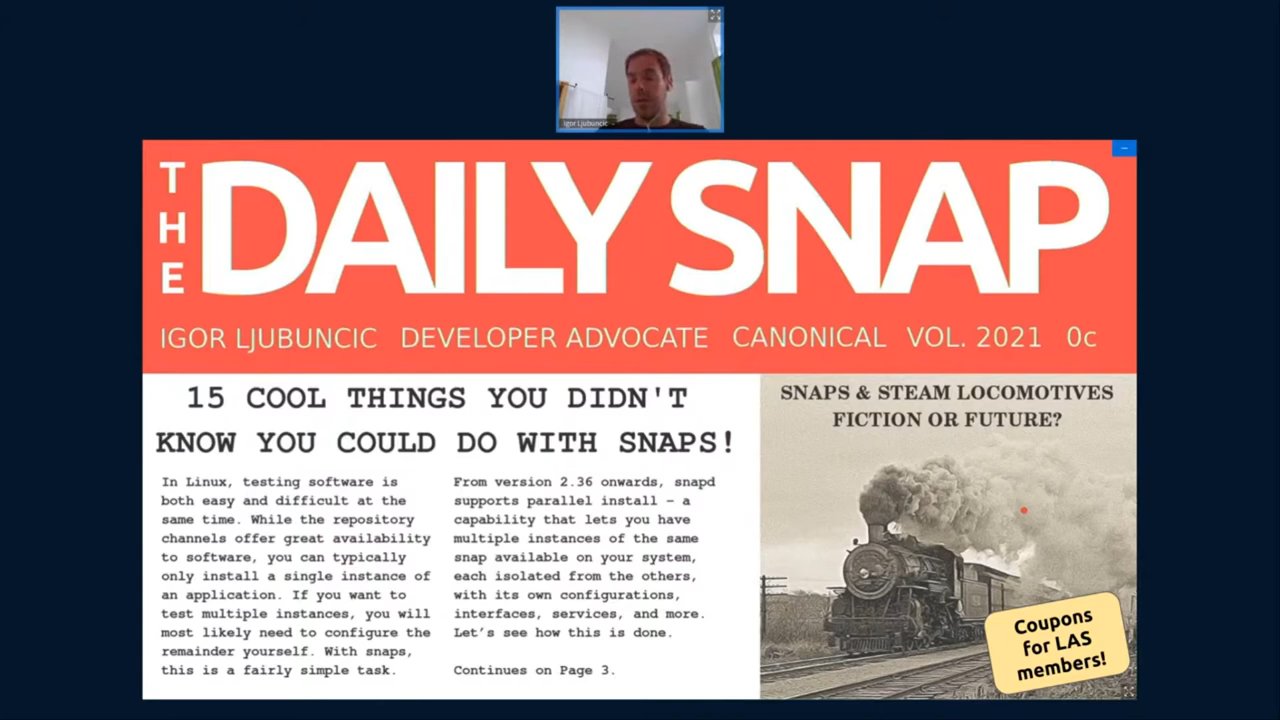 Igor Ljubuncic
THE
DAILY SNAP
IGOR LJUBUNCIC DEVELOPER ADVOCATE CANONICAL VOL. 2021 0c
15 COOL THINGS YOU DIDN'T
KNOW YOU COULD DO WITH SNAPS!
In Linux, testing software is
both easy and difficult at the
same time. While the repository
channels offer great availability
to software, you can typically
only install a single instance of
an application. If you want to
test multiple instances, you will
most likely need to configure the
remainder yourself. With snaps,
this is a fairly simple task.
From version 2.36 onwards, snapd
supports parallel install – a
capability that lets you have
multiple instances of the same
snap available on your system,
each isolated from the others,
with its own configurations,
interfaces, services, and more.
Let's see how this is done.
Continues on Page 3.
SNAPS & STEAM LOCOMOTIVES
FICTION OR FUTURE?
Coupons
for LAS
members!